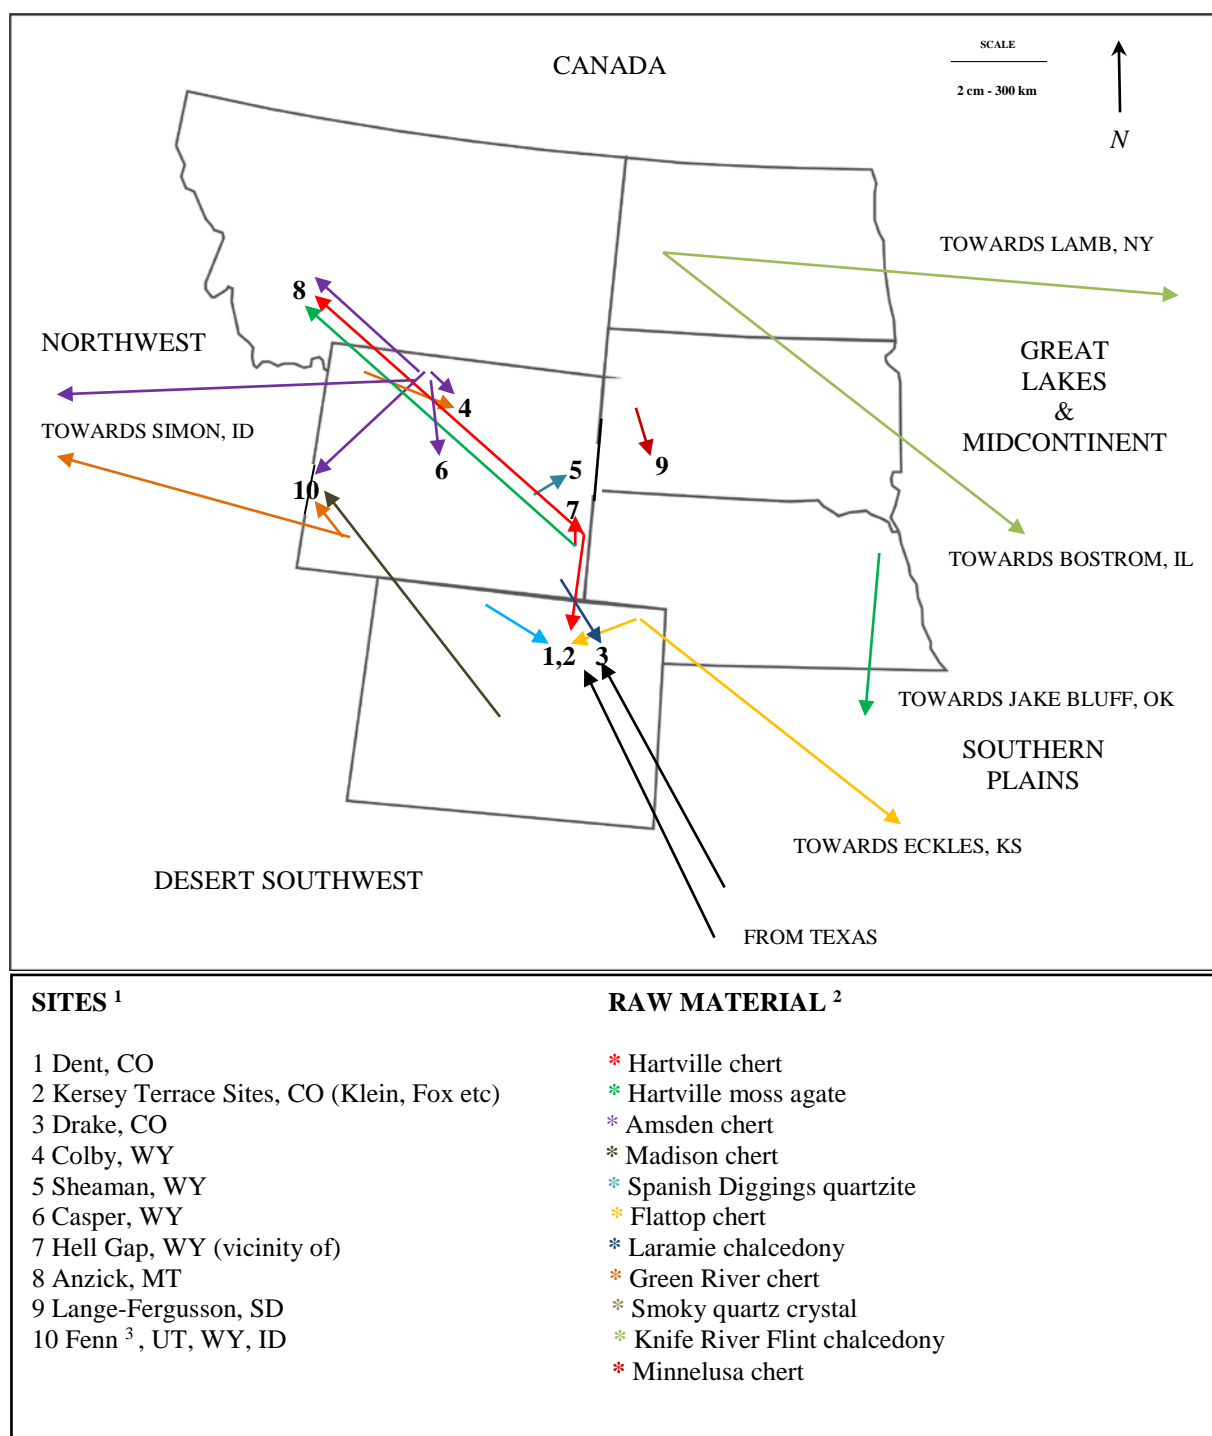 SCALE
CANADA
2 cm - 300 km
N
TOWARDS LAMB, NY
8
NORTHWEST
GREAT
LAKES
&
MIDCONTINENT
4
TOWARDS SIMON, ID
6
5
9
10
7
TOWARDS BOSTROM, IL
1,2
3
TOWARDS JAKE BLUFF, OK
SOUTHERN
PLAINS
TOWARDS ECKLES, KS
DESERT SOUTHWEST
FROM TEXAS
SITES 1
1 Dent, CO
2 Kersey Terrace Sites, CO (Klein, Fox etc)
3 Drake, CO
4 Colby, WY
5 Sheaman, WY
6 Casper, WY
7 Hell Gap, WY (vicinity of)
8 Anzick, MT
9 Lange-Fergusson, SD
10 Fenn 3 , UT, WY, ID
RAW MATERIAL 2
* Hartville chert
* Hartville moss agate
* Amsden chert
* Madison chert
* Spanish Diggings quartzite
* Flattop chert
* Laramie chalcedony
* Green River chert
* Smoky quartz crystal
* Knife River Flint chalcedony
* Minnelusa chert